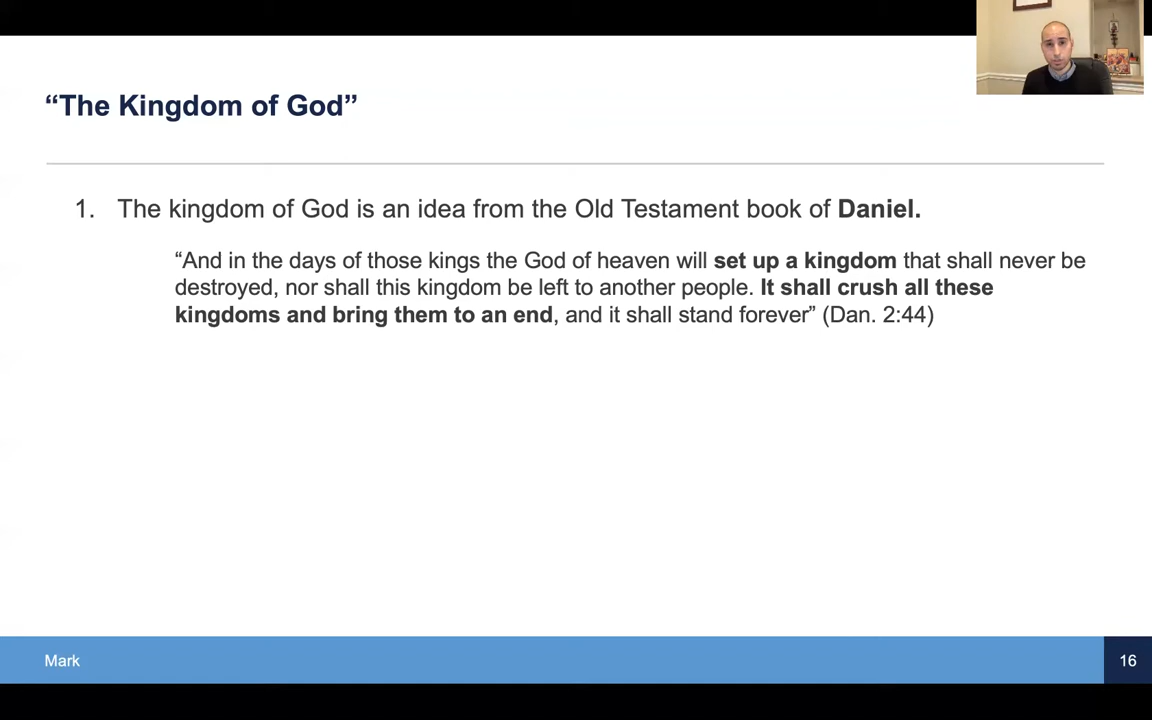 “The Kingdom of God”
1. The kingdom of God is an idea from the Old Testament book of Daniel.
“And in the days of those kings the God of heaven will set up a kingdom that shall never be
destroyed, nor shall this kingdom be left to another people. It shall crush all these
kingdoms and bring them to an end, and it shall stand forever” (Dan. 2:44)
Mark
16